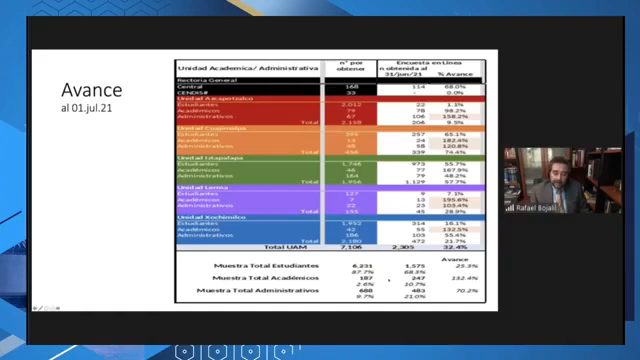 Avance
al 01.jul.21
Unidad Academica/ Administrativa n° por obtener Encuesta en Línea
n obtenida al 31/jun/21 % Avance
Rectoria General
Central 168 114 68.0%
CENDIS# 33 - 0.0%
Unidad Azcapotzalco
Estudiantes 2,012 22 1.1%
Académicos 79 78 98.2%
Administrativos 67 106 158.2%
Total 2,158 206 9.5%
Unidad Cuajimalpa
Estudiantes 395 257 65.1%
Académicos 13 24 182.4%
Administrativos 48 58 120.8%
Total 456 339 74.4%
Unidad Iztapalapa
Estudiantes 1,746 973 55.7%
Académicos 46 77 167.9%
Administrativos 164 79 48.2%
Total 1,956 1,129 57.7%
Unidad Lerma
Estudiantes 127 9 7.1%
Académicos 7 13 195.6%
Administrativos 22 23 103.4%
Total 155 45 28.9%
Unidad Xochimilco
Estudiantes 1,952 314 16.1%
Académicos 42 55 132.5%
Administrativos 186 103 55.4%
Total 2,180 472 21.7%
Total UAM 7,106 2,305 32.4%
Avance
Muestra Total Estudiantes 6,231 1,575 25.3%
87.7% 68.3%
Muestra Total Académicos 187 247 132.4%
2.6% 10.7%
Muestra Total Administrativos 688 483 70.2%
9.7% 21.0%
Rafael Bojalil